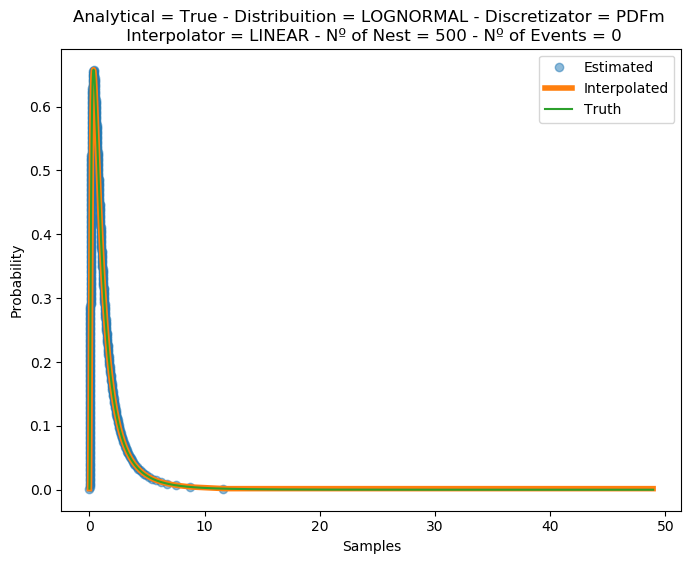 Analytical = True - Distribuition = LOGNORMAL - Discretizator = PDFm
Interpolator = LINEAR - Nº of Nest = 500 - Nº of Events = 0
Estimated
Interpolated
Truth
Probability
0.6
0.5
0.4
0.3
0.2
0.1
0.0
0 10 20 30 40 50
Samples